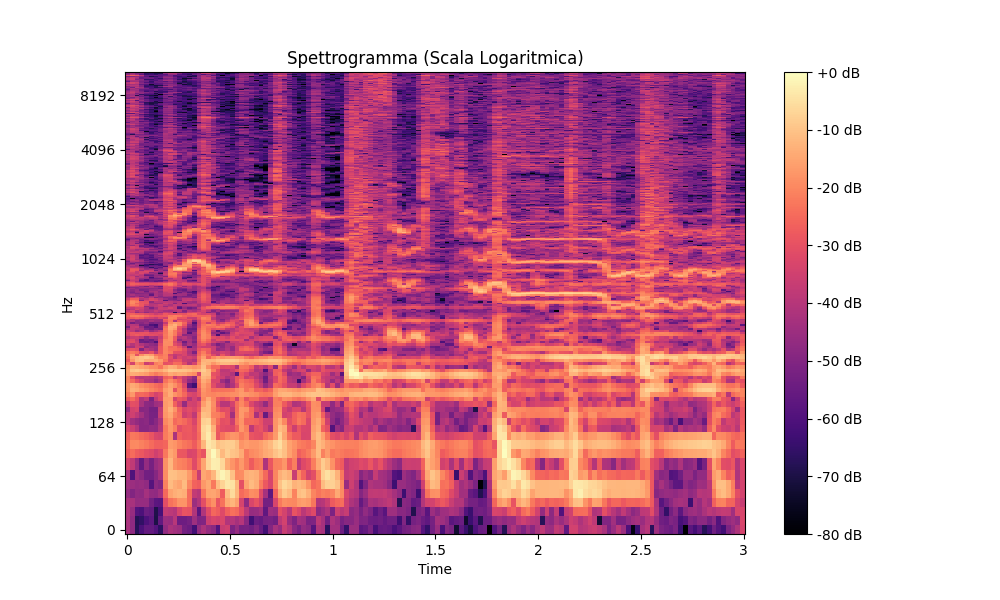 Spettrogramma (Scala Logaritmica)
8192
4096
2048
1024
512
256
128
64
0
Hz
0
0.5
1
1.5
2
2.5
3
Time
+0 dB
-10 dB
-20 dB
-30 dB
-40 dB
-50 dB
-60 dB
-70 dB
-80 dB